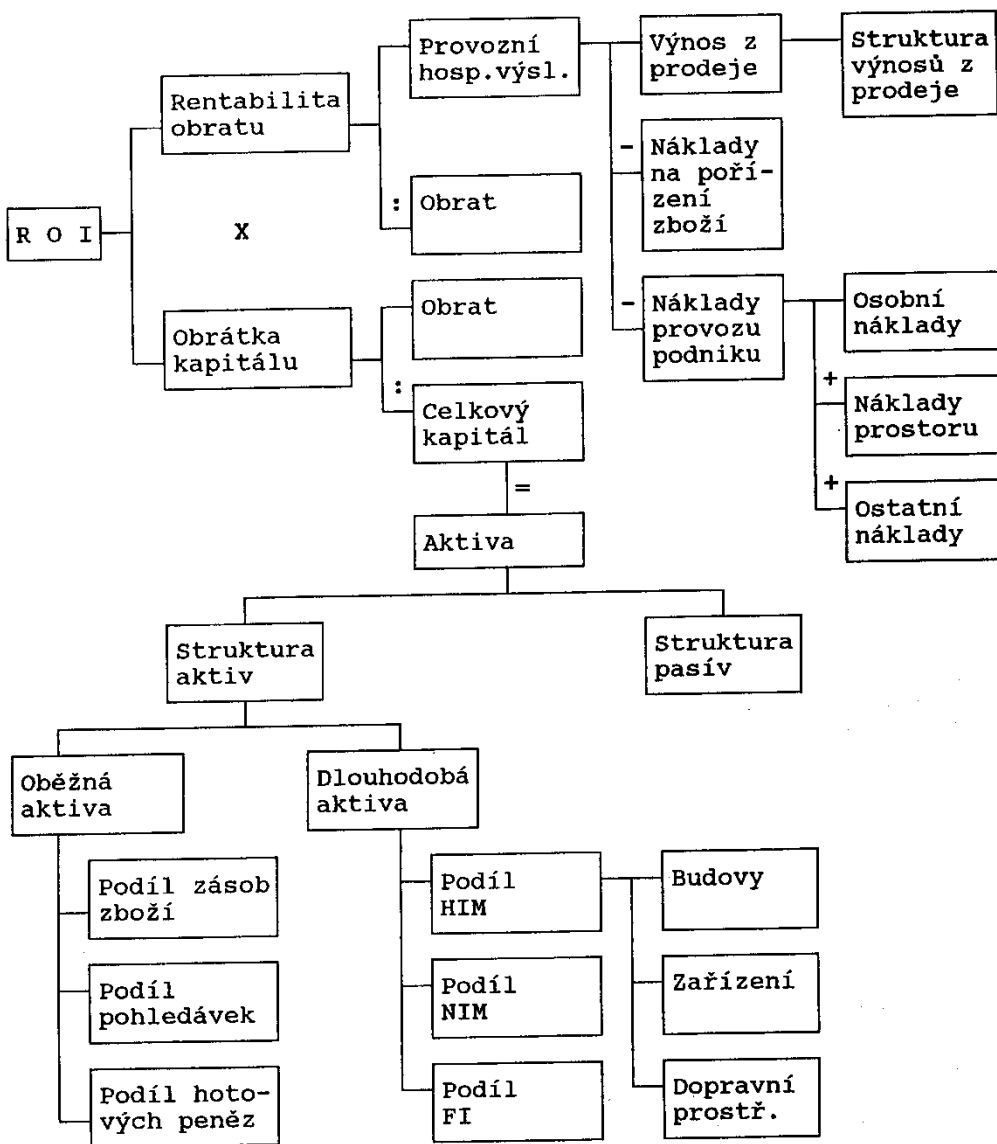 R O I
Rentabilita
obratu
X
Obrátka
kapitálu
Provozní
hosp.výsl.
:
Obrat
Obrat
:
Celkový
kapitál
=
Aktiva
Výnos z
prodeje
-
Náklady
na poří-
zení
zboží
-
Náklady
provozu
podniku
Struktura
výnosů z
prodeje
Osobní
náklady
+
Náklady
prostoru
+
Ostatní
náklady
Struktura
aktiv
Struktura
pasív
Oběžná
aktiva
Podíl zásob
zboží
Podíl
pohledávek
Podíl hoto-
vých peněz
Dlouhodobá
aktiva
Podíl
HIM
Podíl
NIM
Podíl
FI
Budovy
Zařízení
Dopravní
prostř.